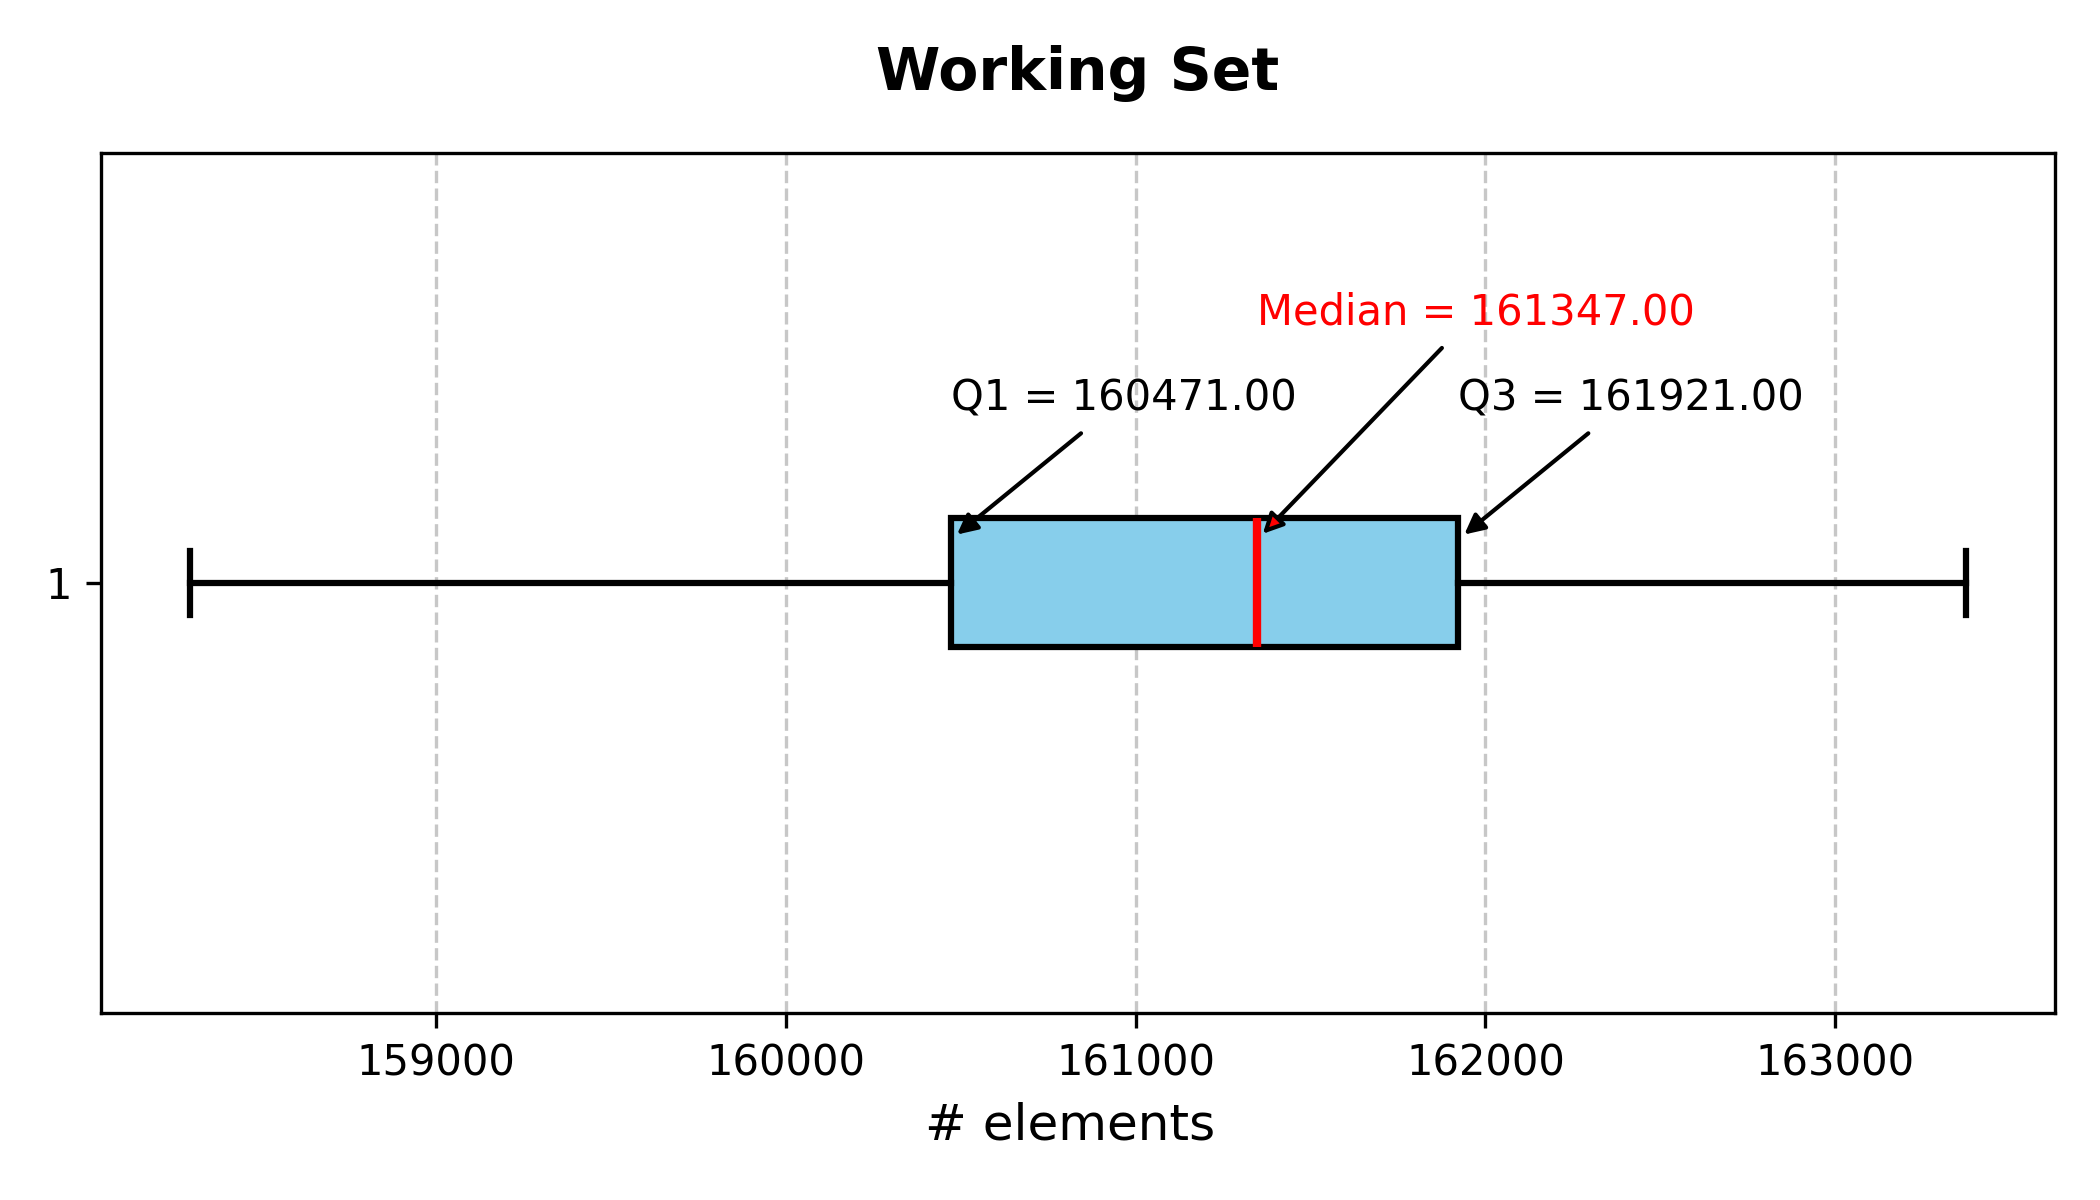 Working Set
Median = 161347.00
Q1 = 160471.00
Q3 = 161921.00
1
159000
160000
161000
162000
163000
# elements